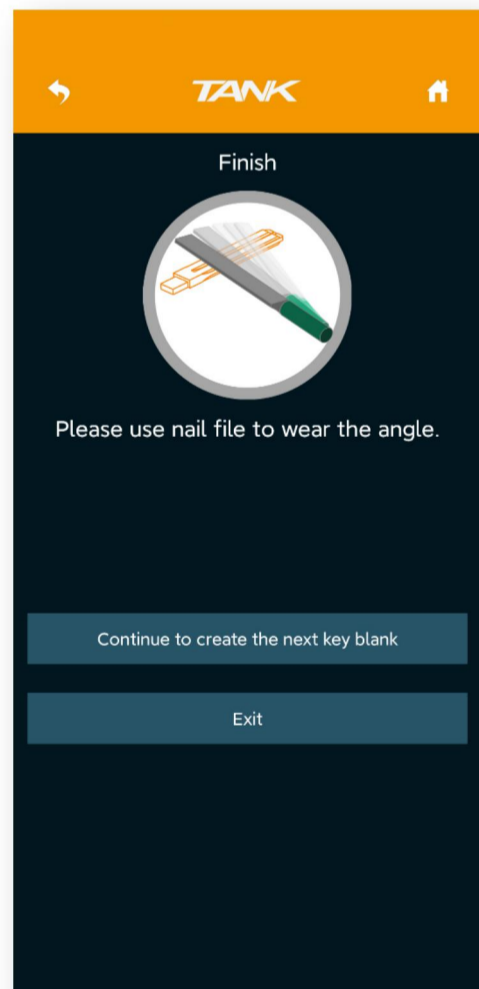 TANK
Finish
Please use nail file to wear the angle.
Continue to create the next key blank
Exit